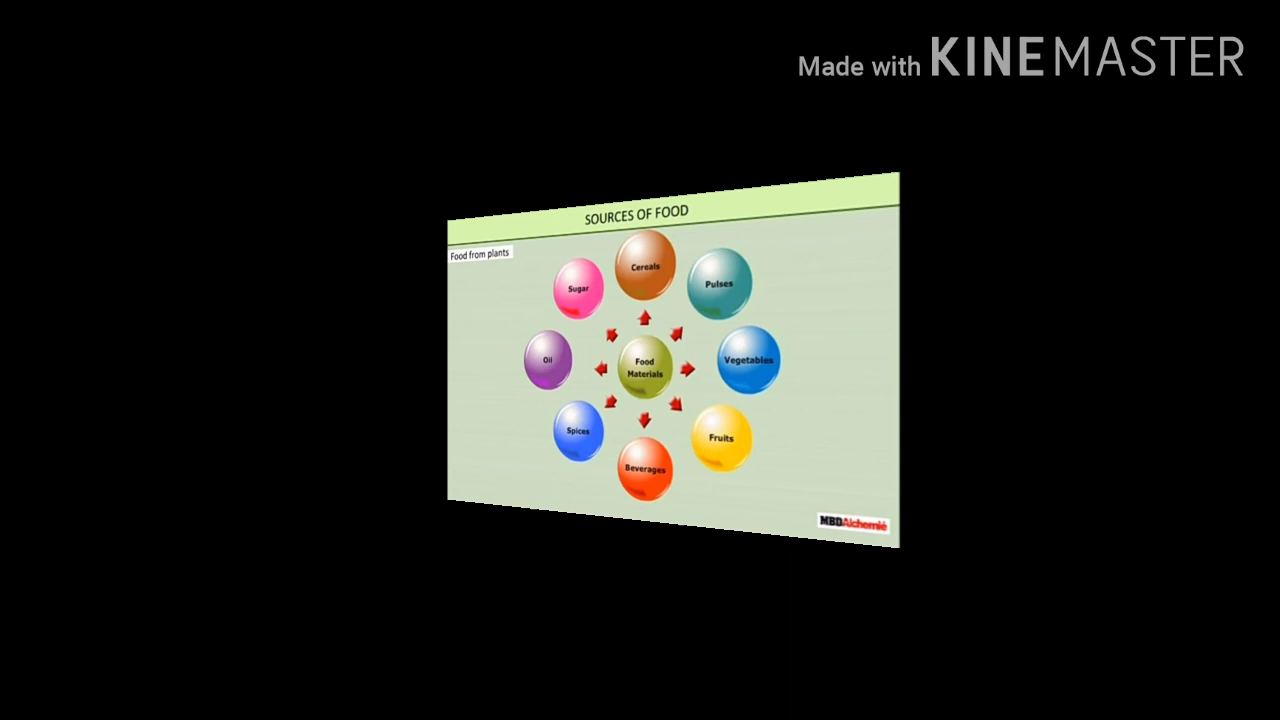 Made with KINEMASTER
SOURCES OF FOOD
Food from plants
Cereals
Sugar
Pulses
Oil
Food
Materials
Vegetables
Spices
Fruits
Beverages
MBDAlchemié